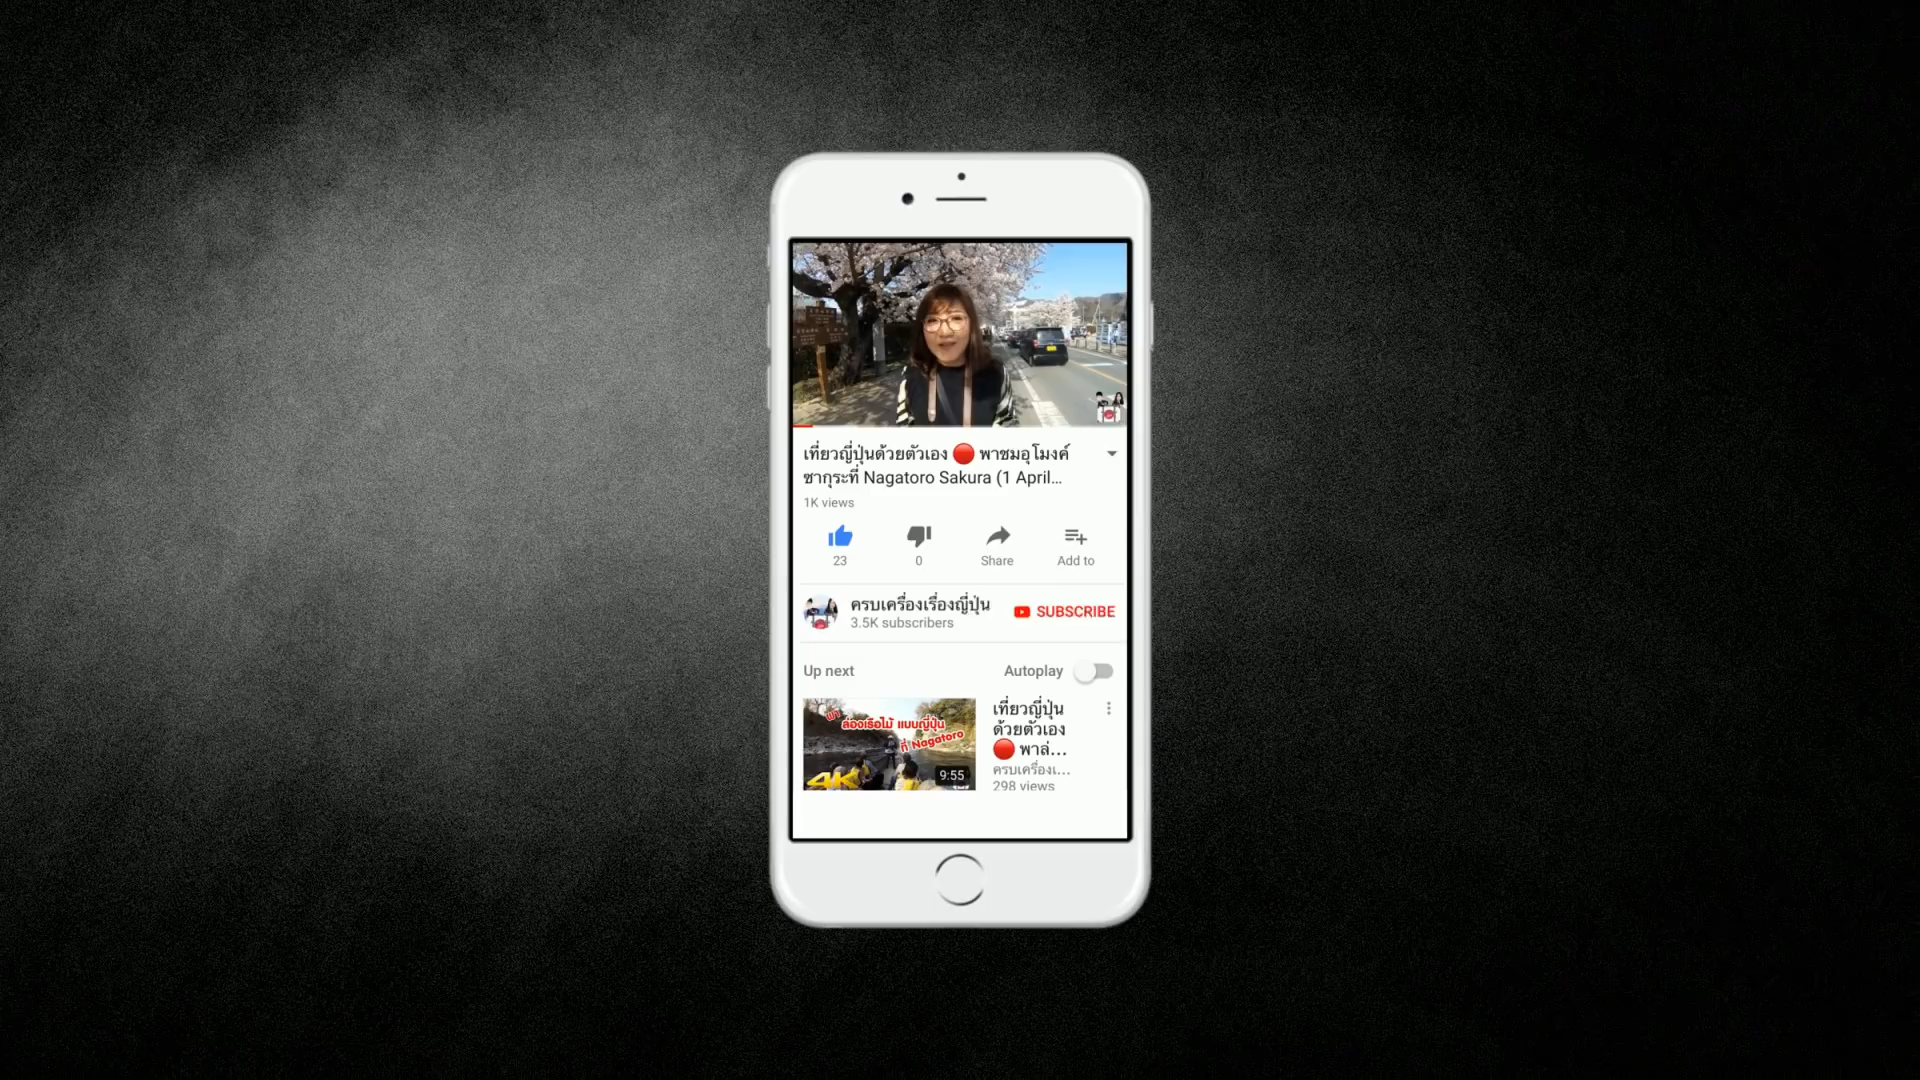 เที่ยวญี่ปุ่นด้วยตัวเอง 🔴 พาชมอุโมงค์
ซากุระที่ Nagatoro Sakura (1 April...
1K views
23
0
Share
Add to
ครบเครื่องเรื่องญี่ปุ่น
3.5K subscribers
SUBSCRIBE
Up next
Autoplay
พา
ล่องเรือไม้ แบบญี่ปุ่น
ที่ Nagatoro
4K
9:55
เที่ยวญี่ปุ่น
ด้วยตัวเอง
🔴 พาล่...
ครบเครื่องเ...
298 views